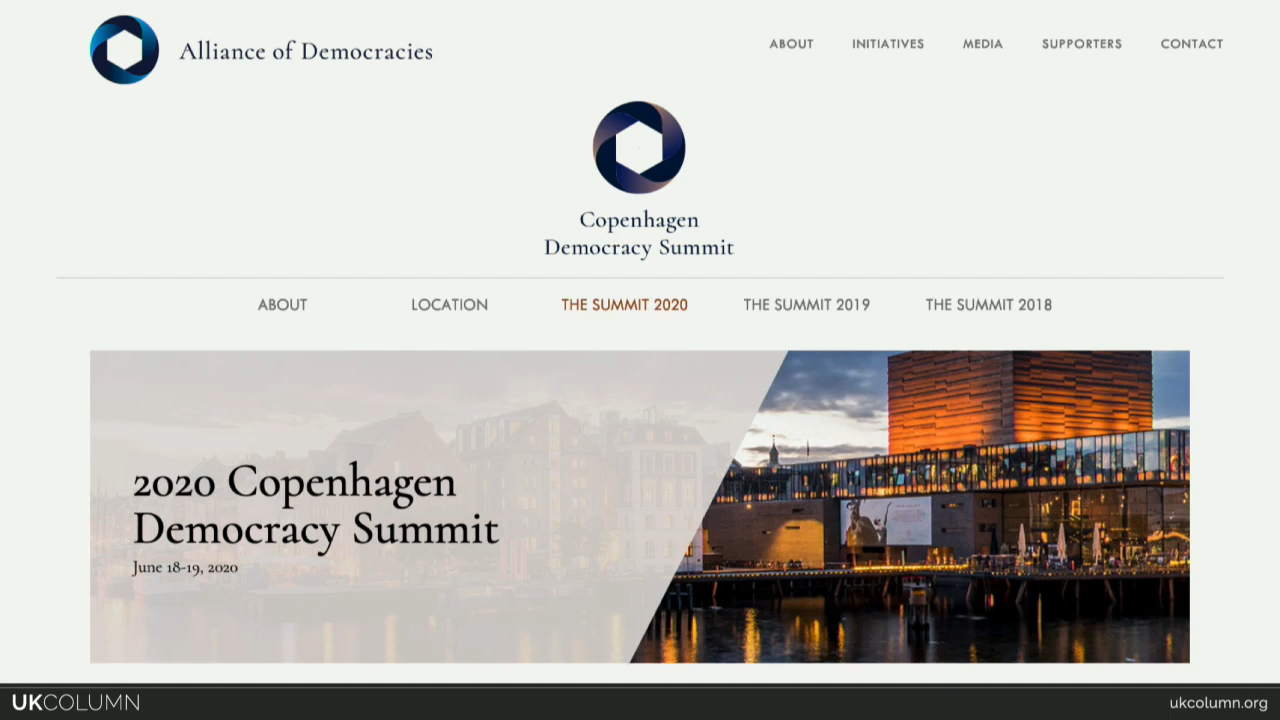 Alliance of Democracies
ABOUT INITIATIVES MEDIA SUPPORTERS CONTACT
Copenhagen
Democracy Summit
ABOUT LOCATION THE SUMMIT 2020 THE SUMMIT 2019 THE SUMMIT 2018
2020 Copenhagen
Democracy Summit
June 18-19, 2020
UKCOLUMN
ukcolumn.org